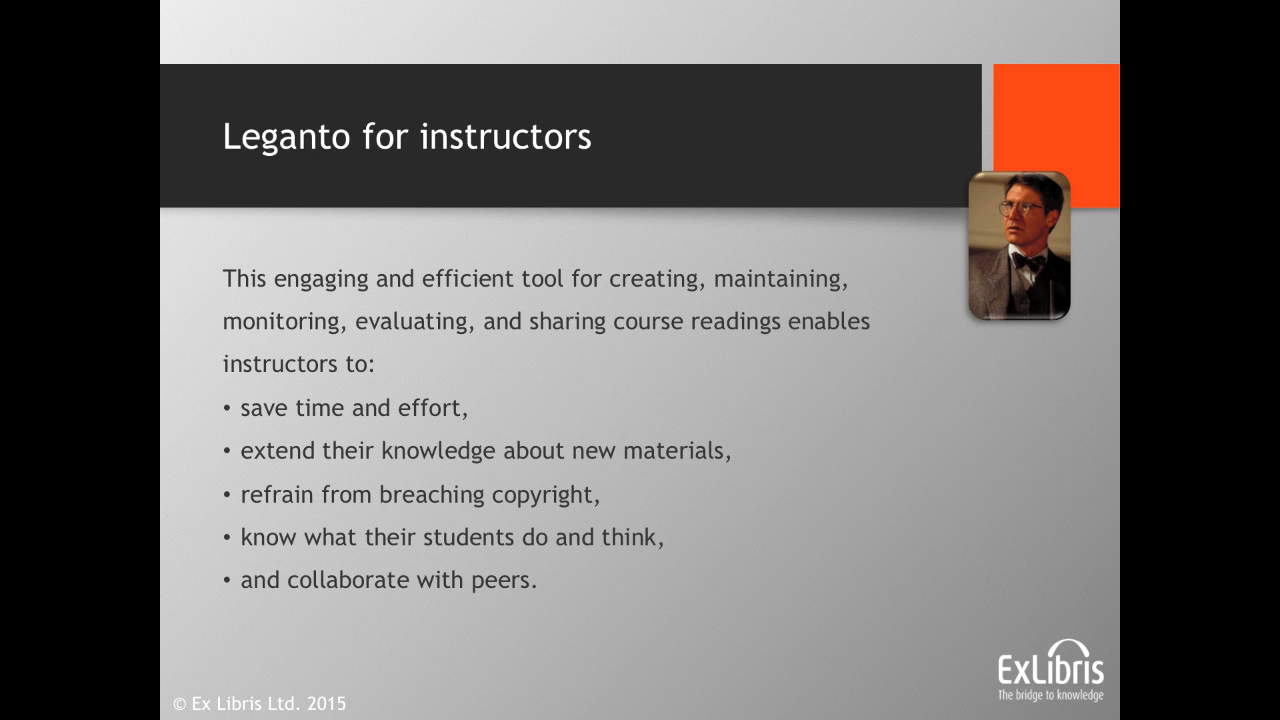 Leganto for instructors
This engaging and efficient tool for creating, maintaining,
monitoring, evaluating, and sharing course readings enables
instructors to:
• save time and effort,
• extend their knowledge about new materials,
• refrain from breaching copyright,
• know what their students do and think,
• and collaborate with peers.
ExLibris
The bridge to knowledge
© Ex Libris Ltd. 2015